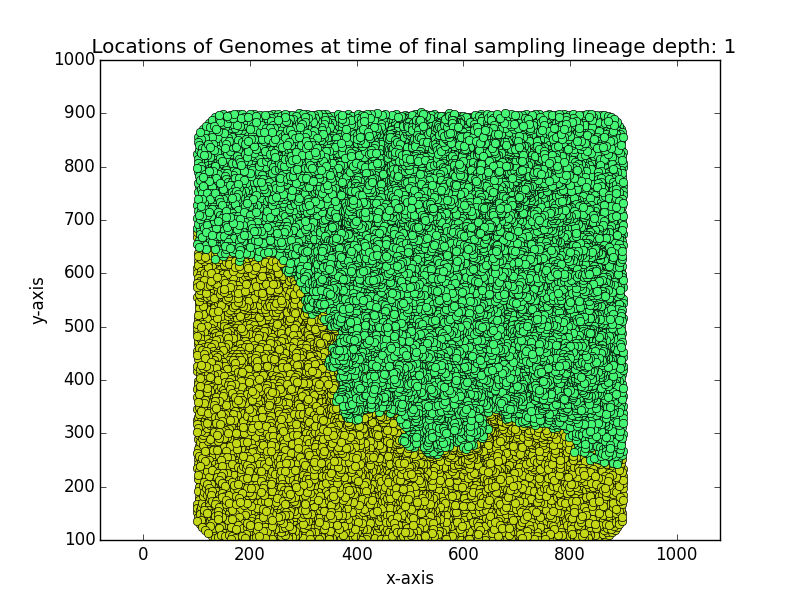 Locations of Genomes at time of final sampling lineage depth: 1
1000
900
800
700
600
500
400
300
200
100
y-axis
0 200 400 600 800 1000
x-axis